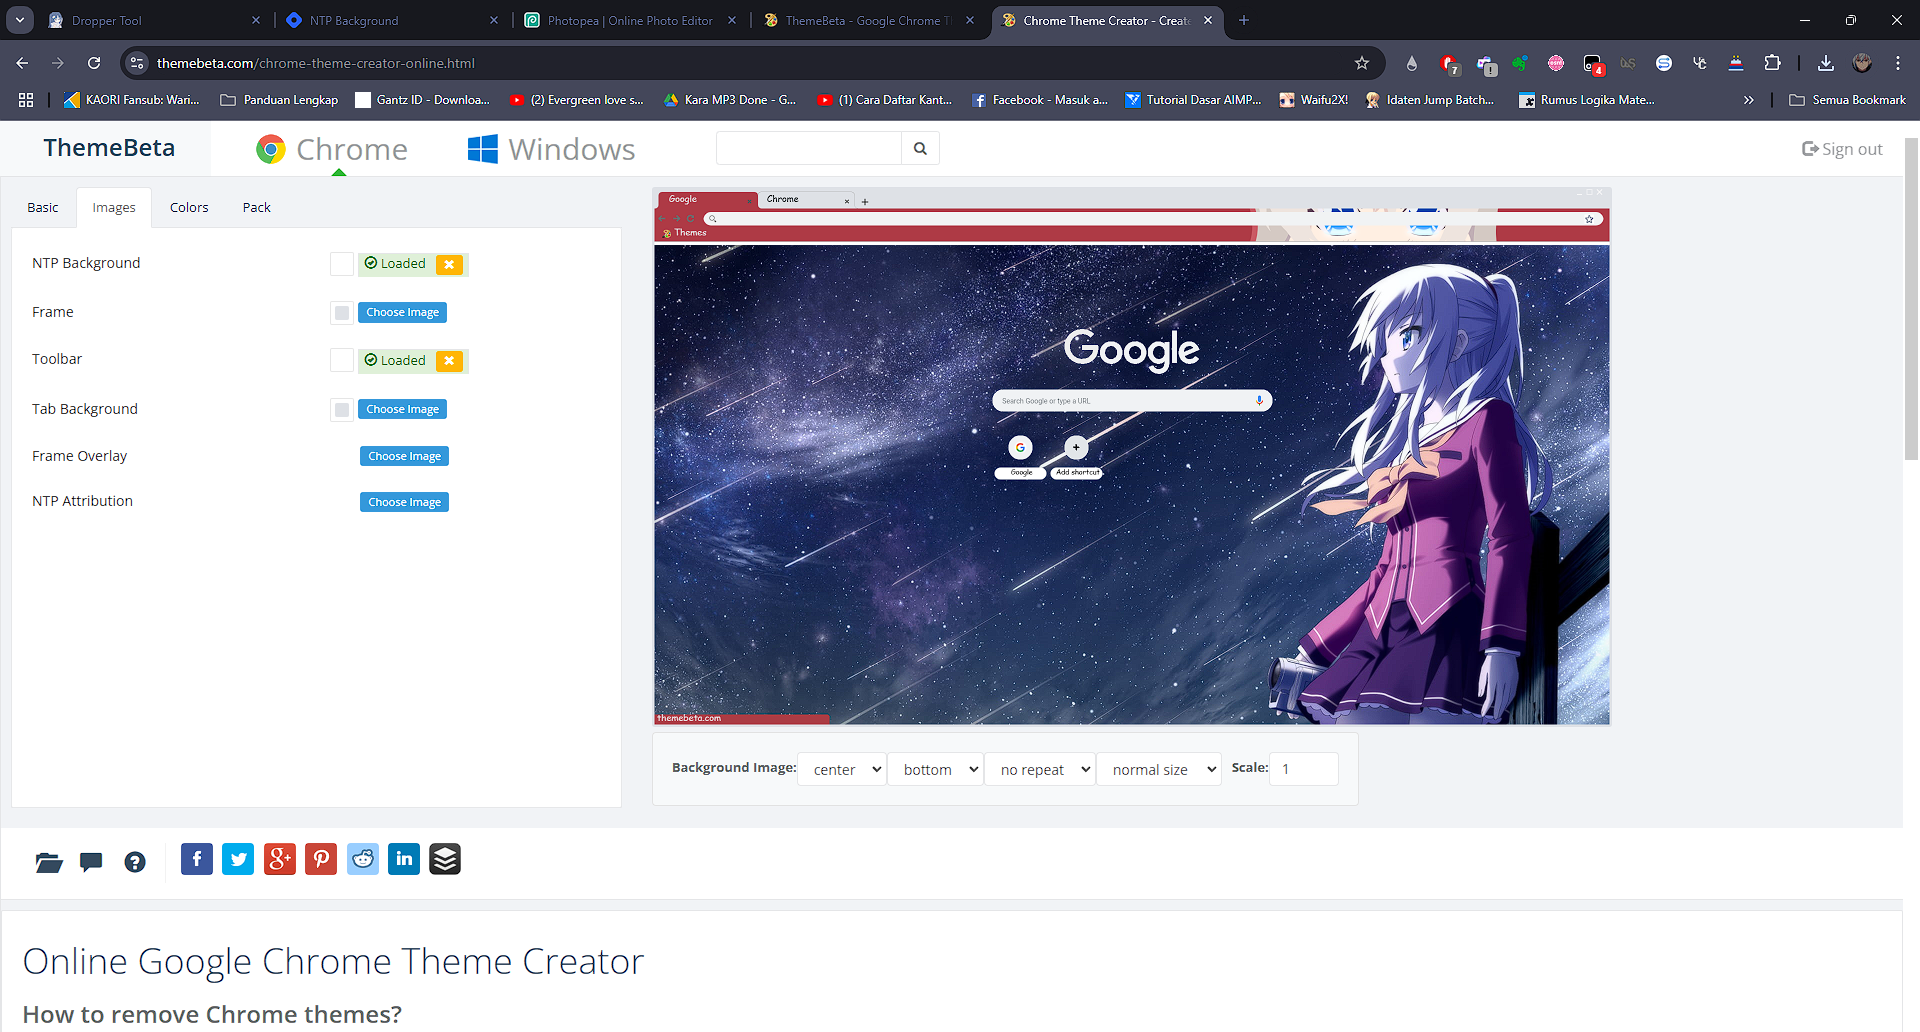 Dropper Tool
NTP Background
Photopea | Online Photo Editor
ThemeBeta - Google Chrome T
Chrome Theme Creator - Create
themebeta.com/chrome-theme-creator-online.html
7
!
4
KAORI Fansub: Wari...
Panduan Lengkap
Gantz ID - Downloa...
(2) Evergreen love s...
Kara MP3 Done - G...
(1) Cara Daftar Kant...
Facebook - Masuk a...
Tutorial Dasar AIMP...
Waifu2X!
Idaten Jump Batch...
Rumus Logika Mate...
Semua Bookmark
ThemeBeta
Chrome
Windows
Sign out
Basic
Images
Colors
Pack
NTP Background
Loaded
Frame
Choose Image
Toolbar
Loaded
Tab Background
Choose Image
Frame Overlay
Choose Image
NTP Attribution
Choose Image
Google
Chrome
Themes
Google
Search Google or type a URL
Google
Add shortcut
themebeta.com
Background Image:
center
bottom
no repeat
normal size
Scale:
1
Online Google Chrome Theme Creator
How to remove Chrome themes?